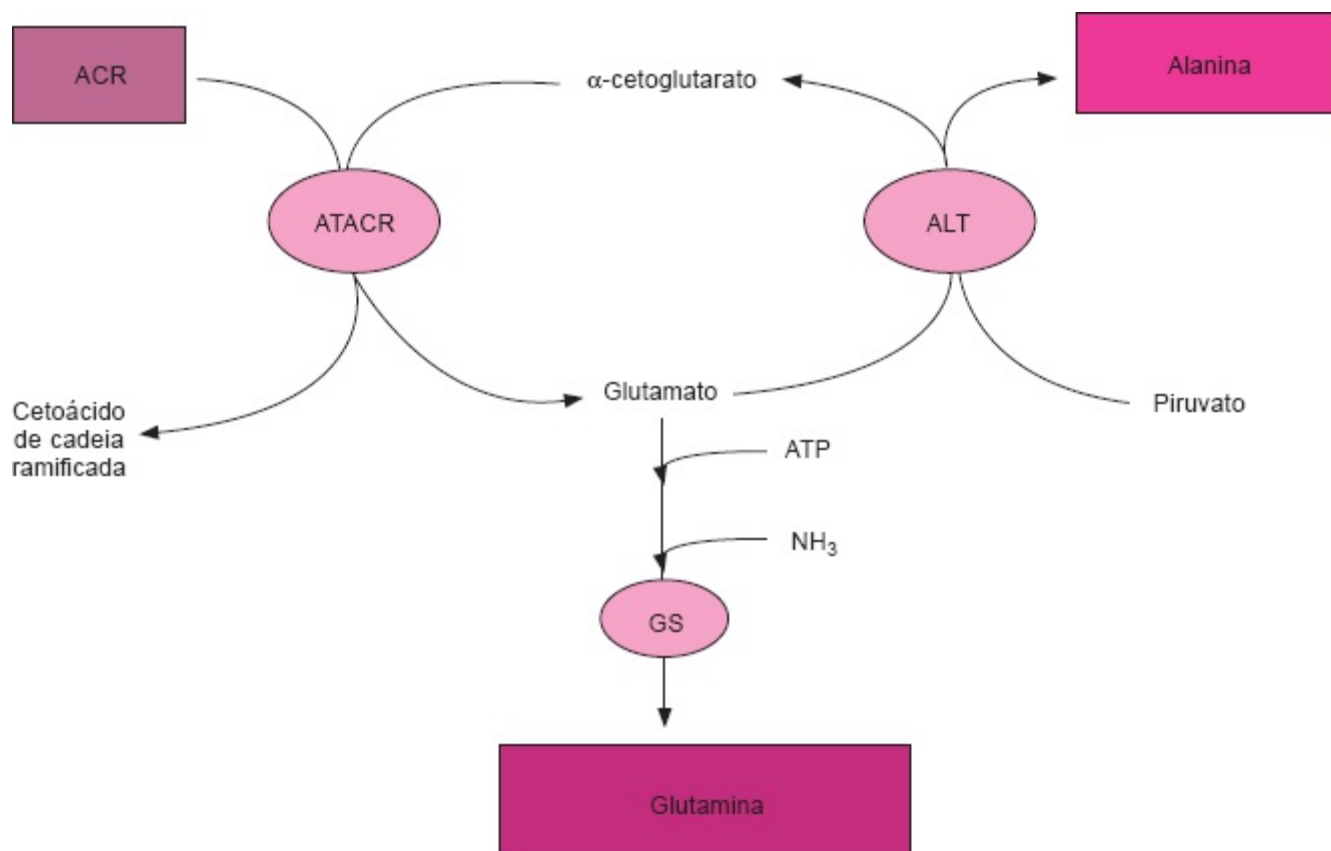 ACR
α-cetoglutarato
Alanina
ATACR
ALT
Cetoácido
de cadeia
ramificada
Glutamato
Piruvato
ATP
NH₃
GS
Glutamina